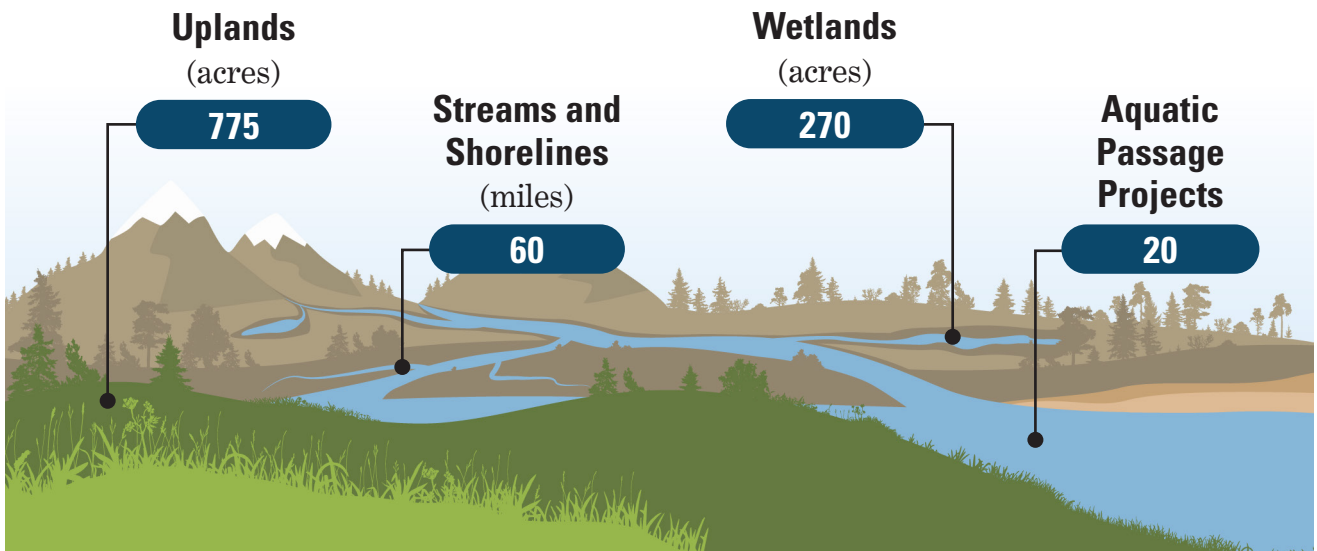 Uplands
(acres)
775
Streams and
Shorelines
(miles)
60
Wetlands
(acres)
270
Aquatic
Passage
Projects
20